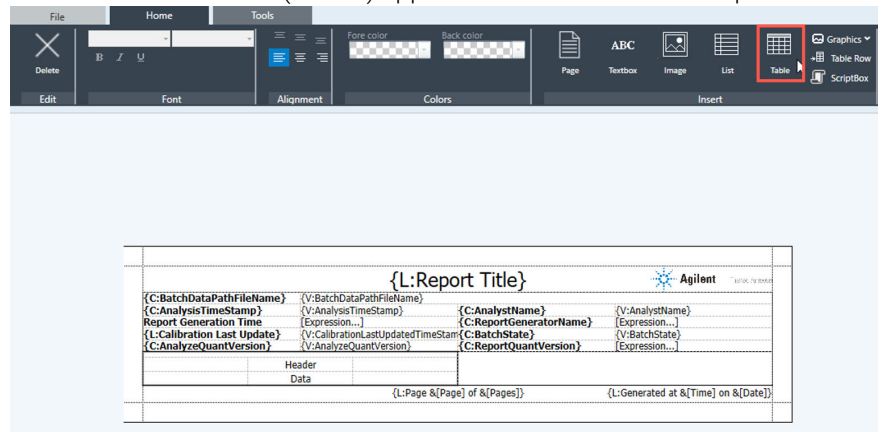 File Home Tools
Fore color Back color
B I U
ABC
Graphics
Table Row
ScriptBox
Delete Page Textbox Image List Table
Edit Font Alignment Colors Insert
{L:Report Title}
Agilent
{C:BatchDataPathFileName} {V:BatchDataPathFileName}
{C:AnalysisTimeStamp} {V:AnalysisTimeStamp} {C:AnalystName} {V:AnalystName}
Report Generation Time [Expression...] {C:ReportGeneratorName} [Expression...]
{L:Calibration Last Update} {V:CalibrationLastUpdatedTimeStam {C:BatchState} {V:BatchState}
{C:AnalyzeQuantVersion} {V:AnalyzeQuantVersion} {C:ReportQuantVersion} [Expression...]
Header
Data
{L:Page &[Page] of &[Pages]} {L:Generated at &[Time] on &[Date]}